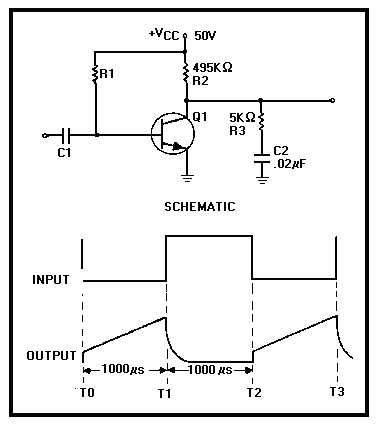 +VCC 50V
R1
495KΩ
R2
Q1
5KΩ
R3
C1
C2
.02µF
SCHEMATIC
INPUT
OUTPUT
1000µs 1000µs
T0 T1 T2 T3